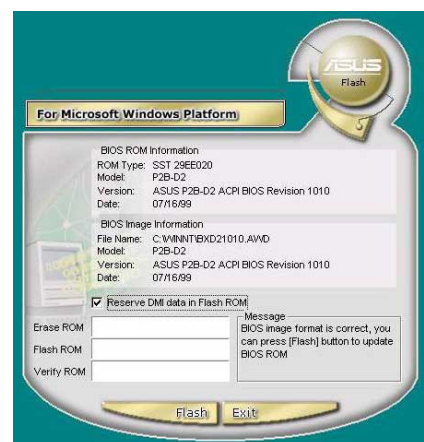 ASUS
Flash
For Microsoft Windows Platform
BIOS ROM Information
ROM Type: SST 29EE020
Model: P2B-D2
Version: ASUS P2B-D2 ACPI BIOS Revision 1010
Date: 07/16/99
BIOS Image Information
File Name: C:\WINNT\BXD21010.AWD
Model: P2B-D2
Version: ASUS P2B-D2 ACPI BIOS Revision 1010
Date: 07/16/99
Reserve DMI data in Flash ROM
Erase ROM
Flash ROM
Verify ROM
Message
BIOS image format is correct, you
can press [Flash] button to update
BIOS ROM
Flash Exit